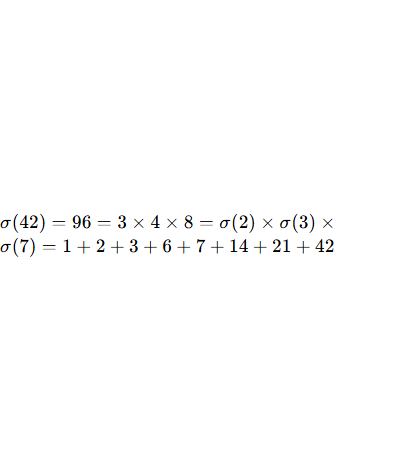 σ(42) = 96 = 3 × 4 × 8 = σ(2) × σ(3) ×
σ(7) = 1 + 2 + 3 + 6 + 7 + 14 + 21 + 42